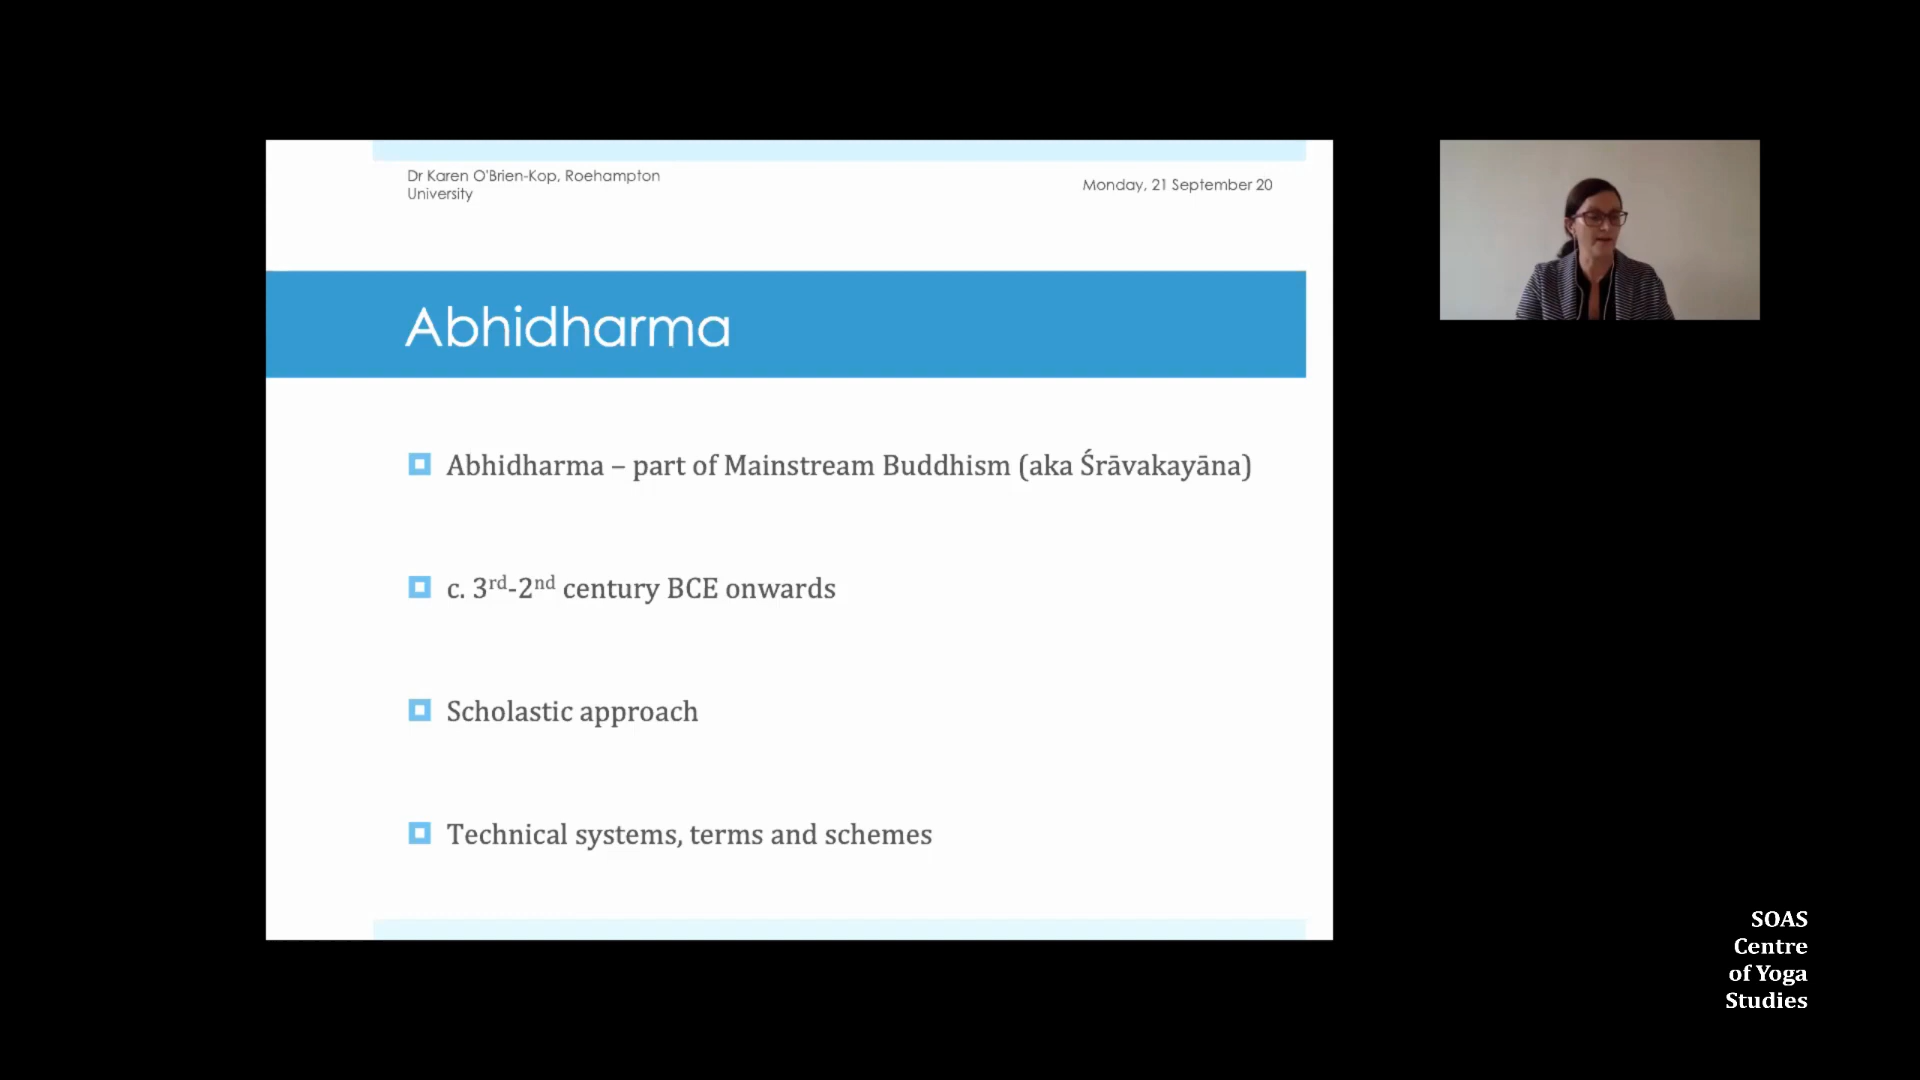 Dr Karen O'Brien-Kop, Roehampton
University
Monday, 21 September 20
Abhidharma
Abhidharma – part of Mainstream Buddhism (aka Śrāvakayāna)
c. 3rd-2nd century BCE onwards
Scholastic approach
Technical systems, terms and schemes
SOAS
Centre
of Yoga
Studies